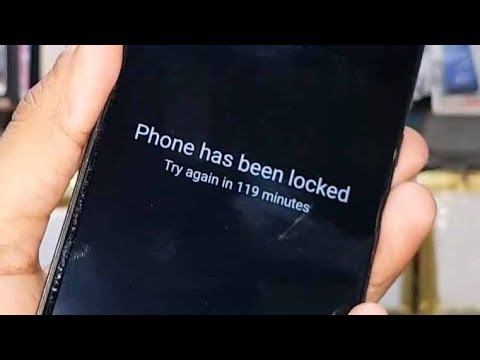 Phone has been locked
Try again in 119 minutes